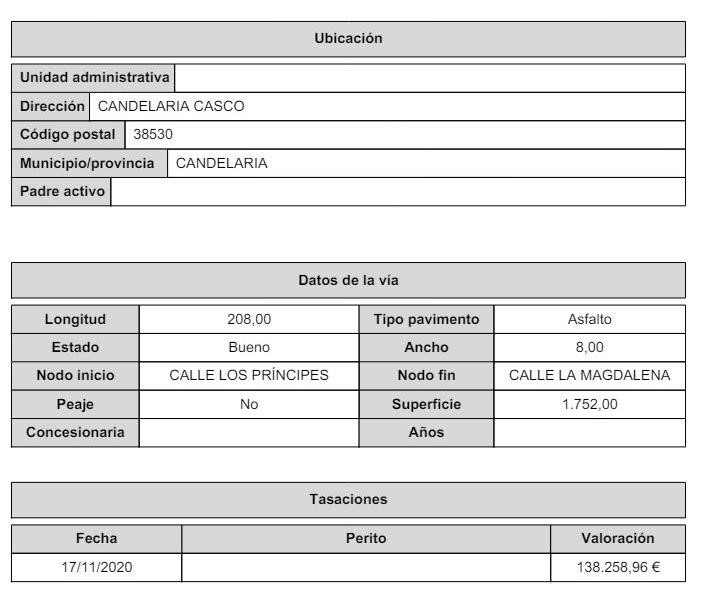 Ubicación
Unidad administrativa
Dirección CANDELARIA CASCO
Código postal 38530
Municipio/provincia CANDELARIA
Padre activo
Datos de la vía
Longitud 208,00 Tipo pavimento Asfalto
Estado Bueno Ancho 8,00
Nodo inicio CALLE LOS PRÍNCIPES Nodo fin CALLE LA MAGDALENA
Peaje No Superficie 1.752,00
Concesionaria Años
Tasaciones
Fecha Perito Valoración
17/11/2020 138.258,96 €